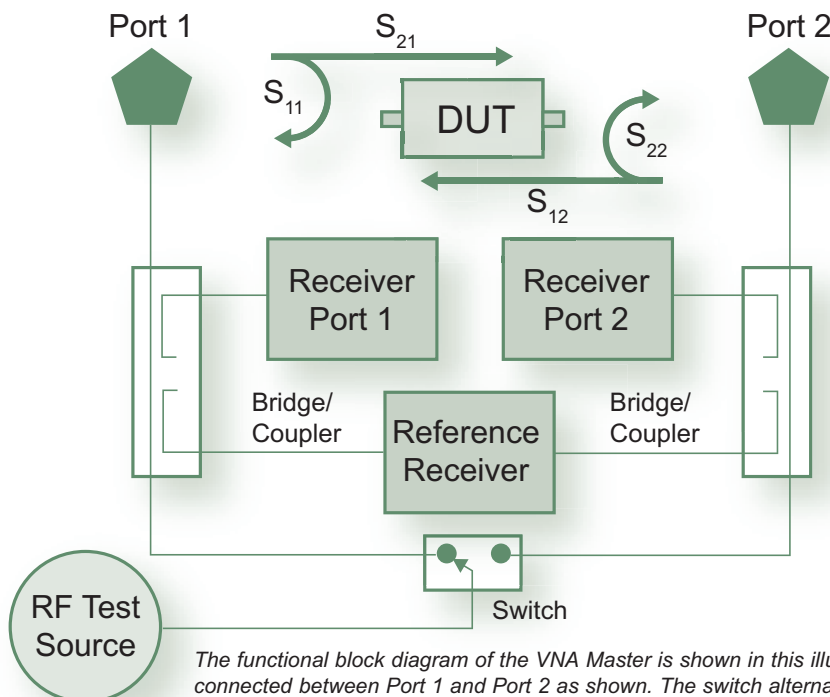 Port 1
Port 2
S21
S11
DUT
S22
S12
Receiver
Port 1
Receiver
Port 2
Bridge/
Coupler
Reference
Receiver
Bridge/
Coupler
Switch
RF Test
Source
The functional block diagram of the VNA Master is shown in this
connected between Port 1 and Port 2 as shown. The switch